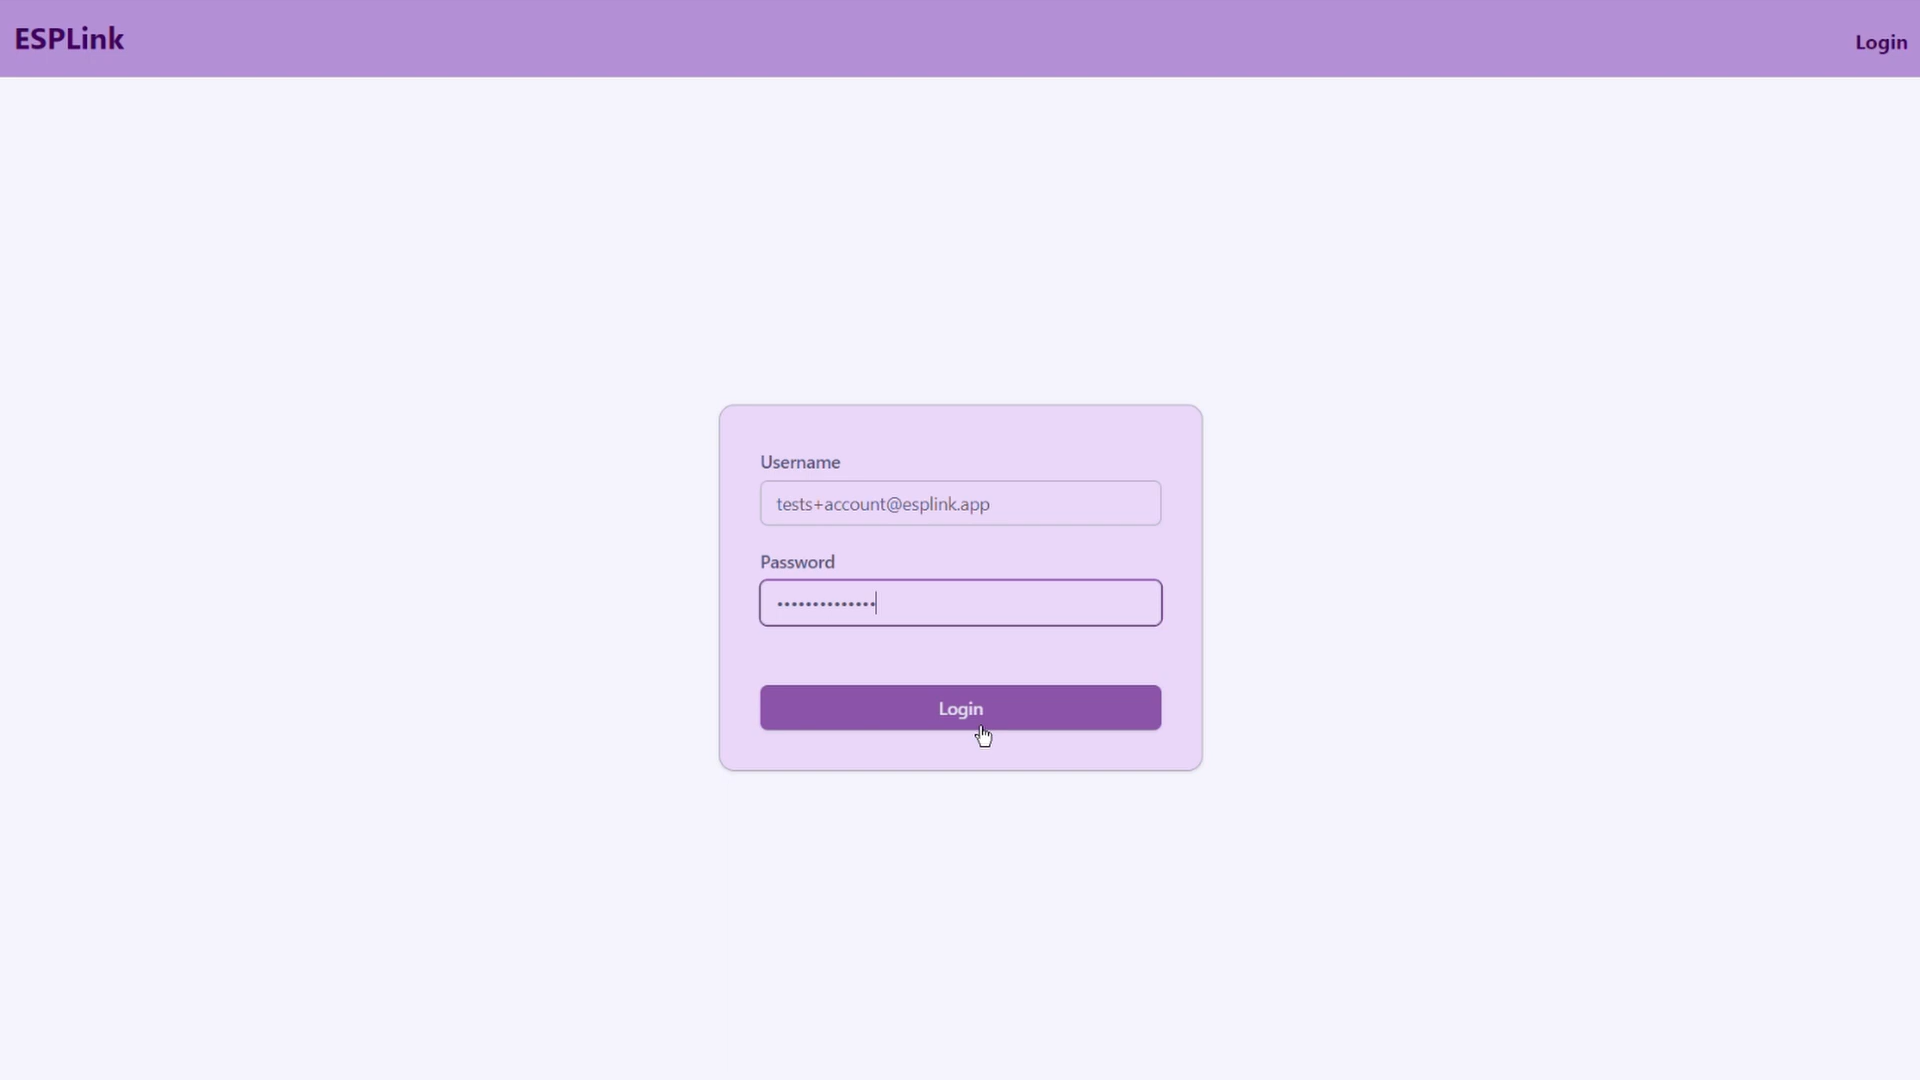 ESPLink
Login
Username
tests+account@esplink.app
Password
••••••••••••••
Login